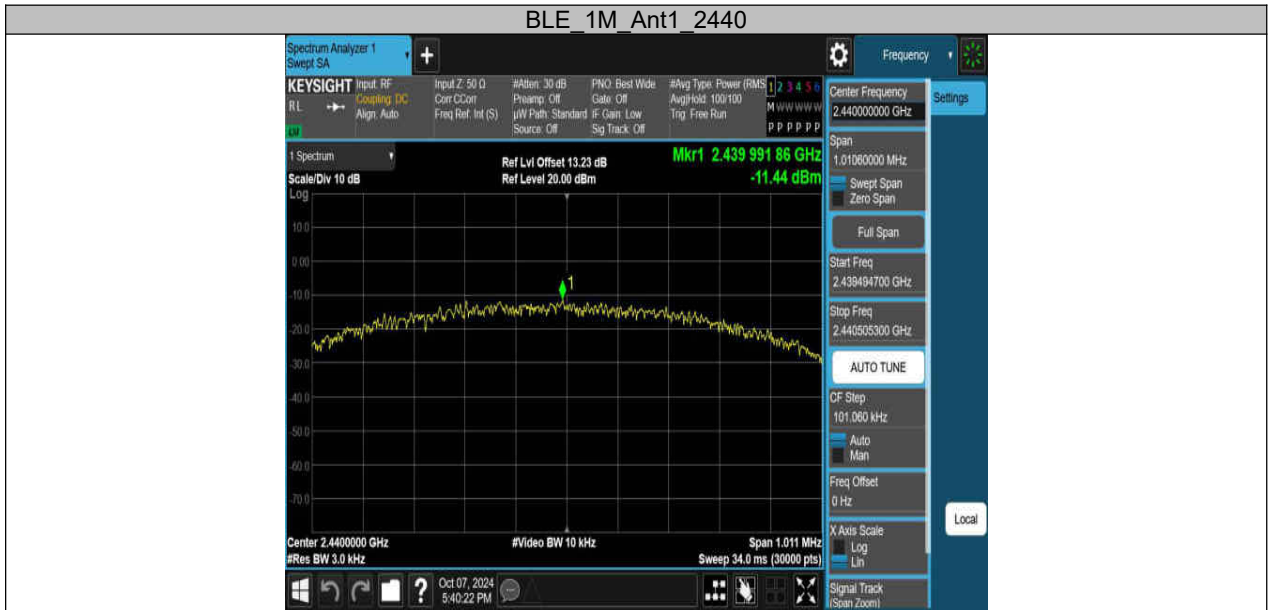 BLE_1M_Ant1_2440
Spectrum Analyzer 1
Swept SA
+
Frequency
KEYSIGHT
RL
Input: RF
Coupling: DC
Align: Auto
Input Z: 50 Ω
Corr CCorr
Freq Ref: Int (S)
#Atten: 30 dB
Preamp: Off
µW Path: Standard
Source: Off
PNO: Best Wide
Gate: Off
IF Gain: Low
Sig Track: Off
#Avg Type: Power (RMS
Avg|Hold: 100/100
Trig: Free Run
1 2 3 4 5 6
M W W W W W
P P P P P P
Center Frequency
2.440000000 GHz
Settings
Span
1.01060000 MHz
Swept Span
Zero Span
Full Span
Start Freq
2.439494700 GHz
Stop Freq
2.440505300 GHz
AUTO TUNE
CF Step
101.060 kHz
Auto
Man
Freq Offset
0 Hz
X Axis Scale
Log
Lin
Signal Track
(Span Zoom)
Local
1 Spectrum
Scale/Div 10 dB
Log
Ref Lvl Offset 13.23 dB
Ref Level 20.00 dBm
Mkr1 2.439 991 86 GHz
-11.44 dBm
10.0
0.00
-10.0
-20.0
-30.0
-40.0
-50.0
-60.0
-70.0
1
Center 2.4400000 GHz
#Res BW 3.0 kHz
#Video BW 10 kHz
Span 1.011 MHz
Sweep 34.0 ms (30000 pts)
?
Oct 07, 2024
5:40:22 PM